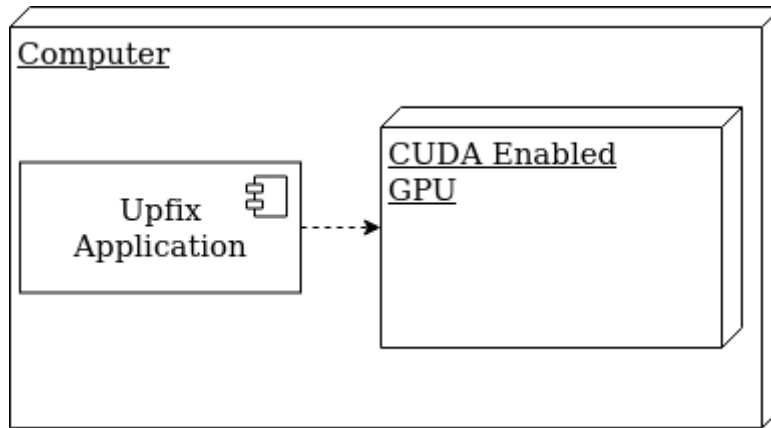 Computer
CUDA Enabled
GPU
Upfix
Application